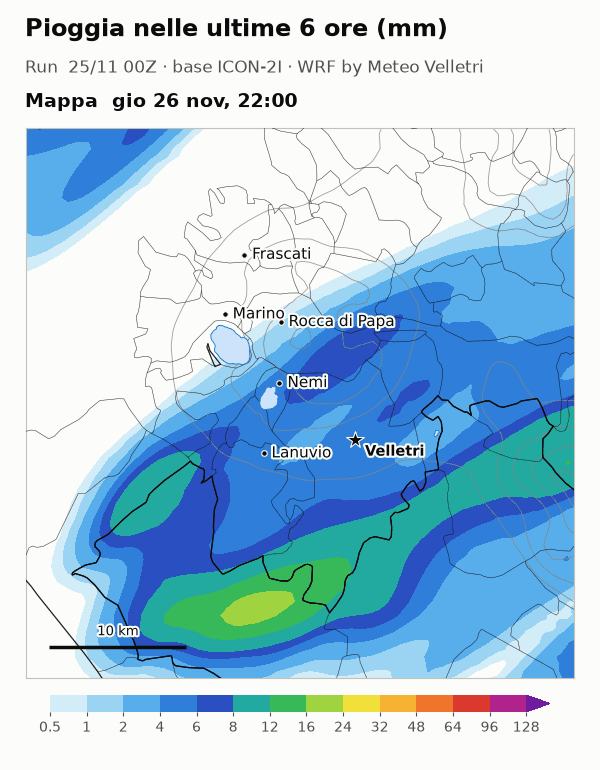 Pioggia nelle ultime 6 ore (mm)
Run 25/11 00Z · base ICON-2I · WRF by Meteo Velletri
Mappa gio 26 nov, 22:00
Frascati
Marino
Rocca di Papa
Nemi
Velletri
Lanuvio
10 km
0.5 1 2 4 6 8 12 16 24 32 48 64 96 128